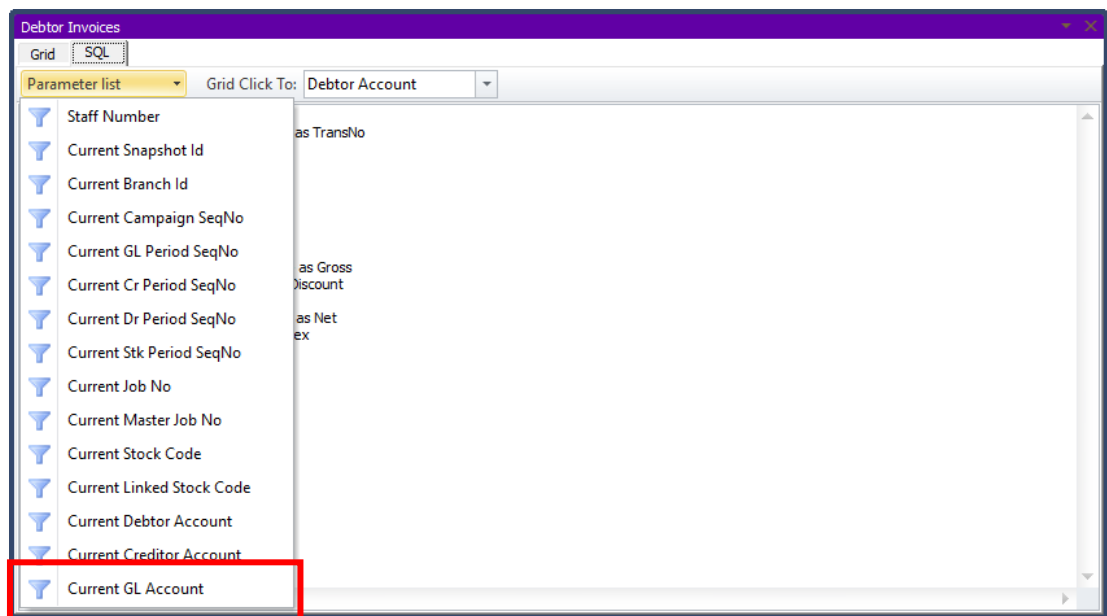 Debtor Invoices
Grid SQL
Parameter list Grid Click To: Debtor Account
Staff Number
as TransNo
Current Snapshot Id
Current Branch Id
Current Campaign SeqNo
Current GL Period SeqNo
as Gross
Current Cr Period SeqNo
Discount
Current Dr Period SeqNo
as Net
ex
Current Stk Period SeqNo
Current Job No
Current Master Job No
Current Stock Code
Current Linked Stock Code
Current Debtor Account
Current Creditor Account
Current GL Account